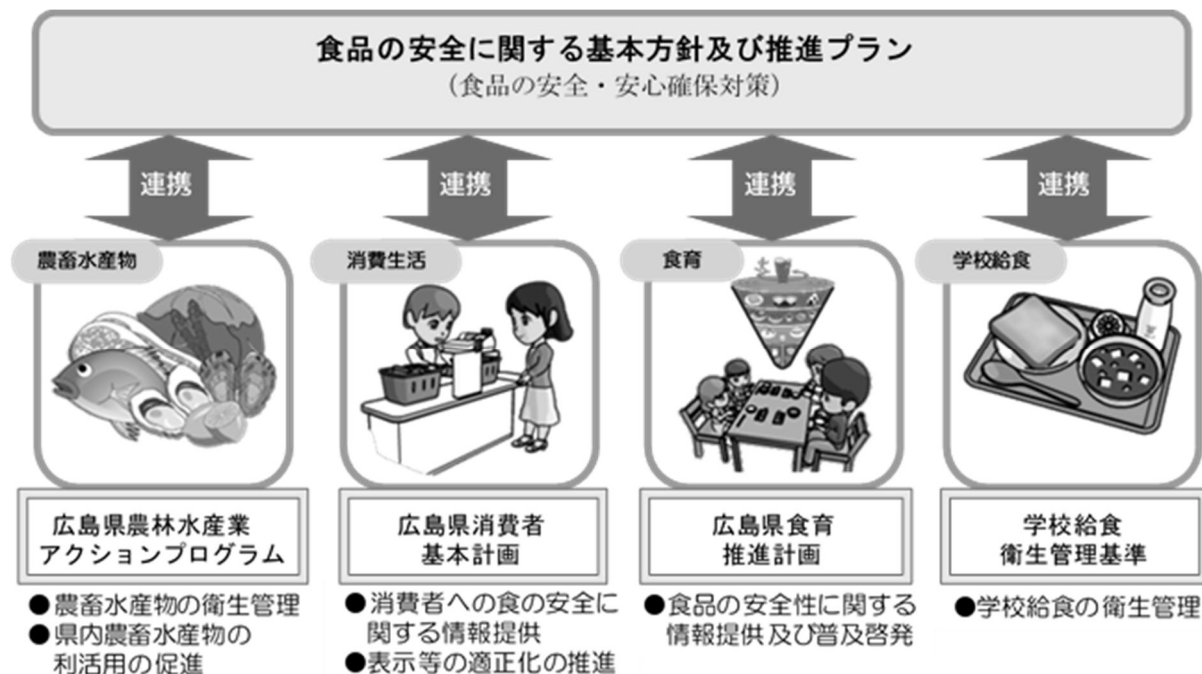 食品の安全に関する基本方針及び推進プラン
（食品の安全・安心確保対策）
連携
連携
連携
連携
農畜水産物
消費生活
食育
学校給食
広島県農林水産業
アクションプログラム
広島県消費者
基本計画
広島県食育
推進計画
学校給食
衛生管理基準
●農畜水産物の衛生管理
●県内農畜水産物の
利活用の促進
●消費者への食の安全に
関する情報提供
●表示等の適正化の推進
●食品の安全性に関する
情報提供及び普及啓発
●学校給食の衛生管理